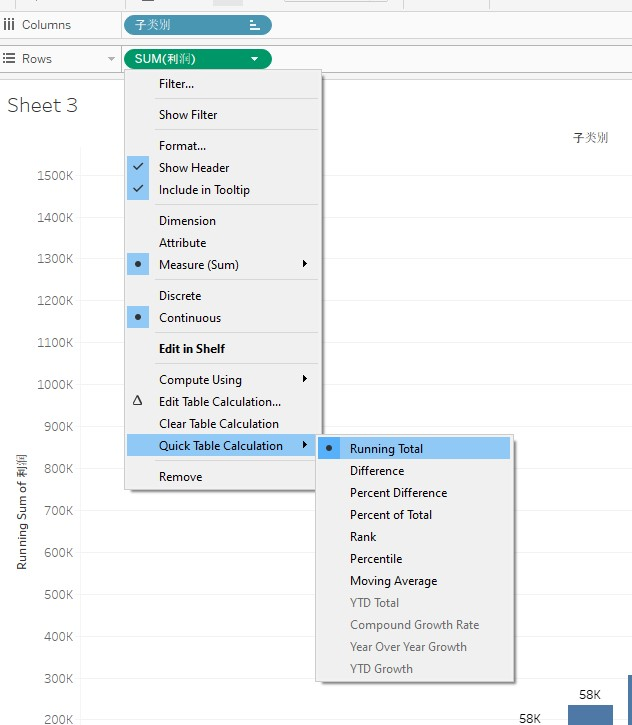 Columns
子类别
Rows
SUM(利润)
Filter...
Show Filter
Format...
Show Header
Include in Tooltip
Dimension
Attribute
Measure (Sum)
Discrete
Continuous
Edit in Shelf
Compute Using
Edit Table Calculation...
Clear Table Calculation
Quick Table Calculation
Remove
Running Total
Difference
Percent Difference
Percent of Total
Rank
Percentile
Moving Average
YTD Total
Compound Growth Rate
Year Over Year Growth
YTD Growth
Sheet 3
子类别
Running Sum of 利润
1500K
1400K
1300K
1200K
1100K
1000K
900K
800K
700K
600K
500K
400K
300K
200K
58K
58K